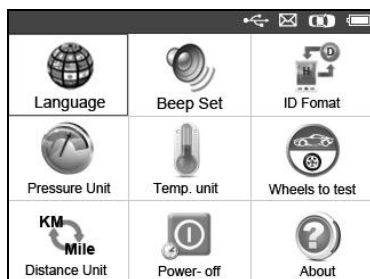 Language
Beep Set
D
H
ID Fomat
Pressure Unit
Temp. unit
Wheels to test
KM
Mile
Distance Unit
Power- off
?
About